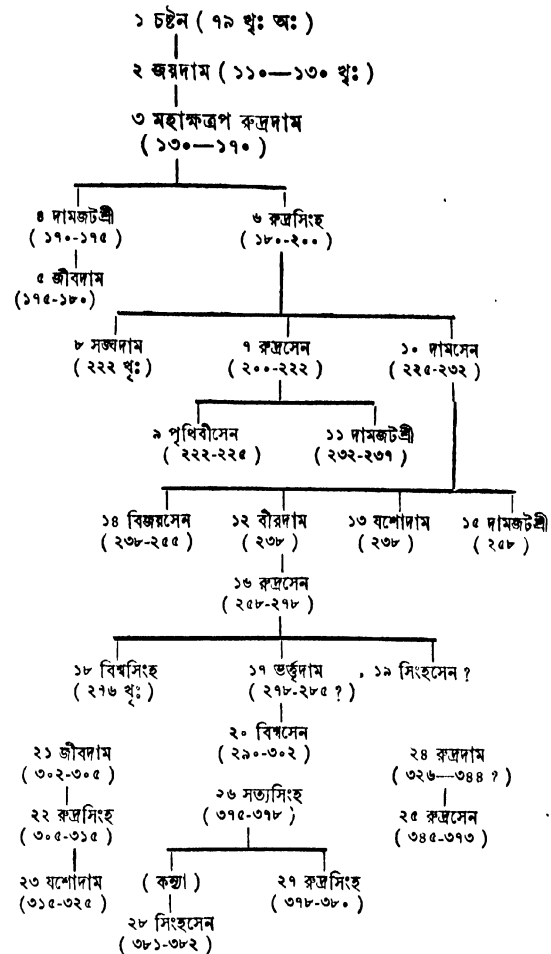 ১ চষ্টন ( ৭৯ খৃঃ অঃ )
২ জয়দাম ( ১১০—১৩০ খৃঃ )
৩ মহাক্ষত্রপ রুদ্রদাম
( ১৩০—১৭০ )
৪ দামজটশ্রী
( ১৭০-১৭৫ )
৬ রুদ্রসিংহ
( ১৮০-২০০ )
৫ জীবদাম
(১৭৫-১৮০)
৮ সঙ্ঘদাম
( ২২২ খৃঃ )
৭ রুদ্রসেন
( ২০০-২২২ )
১০ দামসেন
( ২২৫-২৩২ )
৯ পৃথিবীসেন
( ২২২-২২৫ )
১১ দামজটশ্রী
(২৩২-২৩৭)
১৪ বিজয়সেন
( ২৩৮-২৫৫ )
১২ বীরদাম
( ২৩৮ )
১৩ যশোদাম
( ২৩৮ )
১৫ দামজটশ্রী
( ২৫৮ )
১৬ রুদ্রসেন
( ২৫৮-২৭৮ )
১৮ বিশ্বসিংহ
( ২৭৬ খৃঃ )
১৭ ভর্ত্তৃদাম
( ২৭৮-২৮৫ ? )
১৯ সিংহসেন ?
২০ বিশ্বসেন
( ২৯০-৩০২ )
২১ জীবদাম
( ৩০২-৩০৫ )
২৪ রুদ্রদাম
( ৩২৬—৩৪৪ ? )
২২ রুদ্রসিংহ
( ৩০৫-৩১৫ )
২৬ সত্যসিংহ
( ৩৭৫-৩৭৮ )
২৫ রুদ্রসেন
( ৩৪৫-৩৭৩ )
২৩ যশোদাম
(৩১৫-৩২৫ )
( কন্যা )
২৭ রুদ্রসিংহ
( ৩৭৮-৩৮০ )
২৮ সিংহসেন
( ৩৮১-৩৮২ )